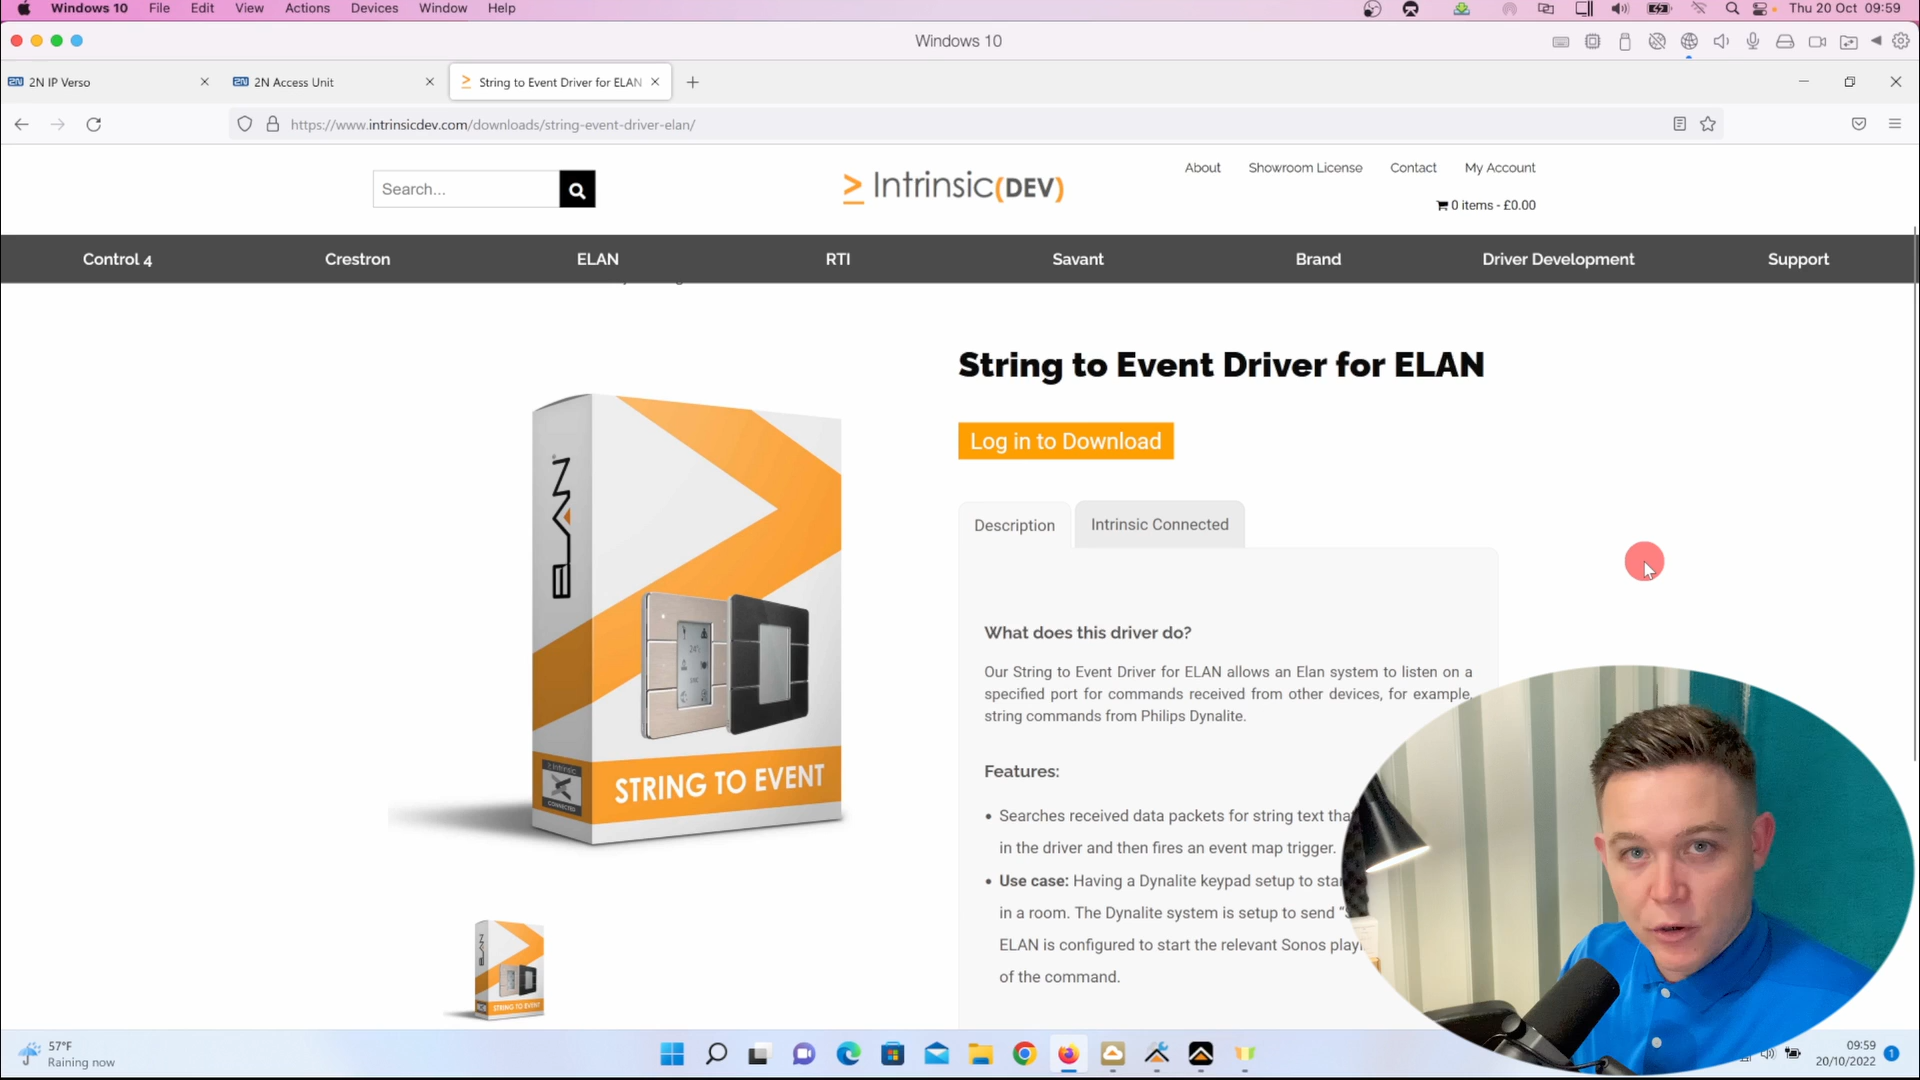 Windows 10 File Edit View Actions Devices Window Help
Thu 20 Oct 09:59
Windows 10
2N IP Verso
2N Access Unit
String to Event Driver for ELAN
https://www.intrinsicdev.com/downloads/string-event-driver-elan/
Search...
Intrinsic(DEV)
About Showroom License Contact My Account
0 items - £0.00
Control 4 Crestron ELAN RTI Savant Brand Driver Development Support
String to Event Driver for ELAN
Log in to Download
Description Intrinsic Connected
What does this driver do?
Our String to Event Driver for ELAN allows an Elan system to listen on a
specified port for commands received from other devices, for example,
string commands from Philips Dynalite.
Features:
• Searches received data packets for string text tha
in the driver and then fires an event map trigger.
• Use case: Having a Dynalite keypad setup to sta
in a room. The Dynalite system is setup to send “
ELAN is configured to start the relevant Sonos play
of the command.
ELAN
STRING TO EVENT
CONNECTED
ELAN
STRING TO EVENT
57°F
Raining now
09:59
20/10/2022
1